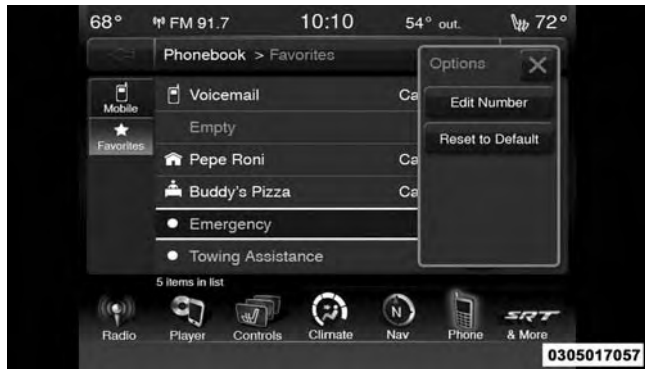 68° FM 91.7 10:10 54° out. 72°
Phonebook > Favorites
Options
Mobile
Voicemail Ca
Edit Number
Favorites
Empty
Reset to Default
Pepe Roni Ca
Buddy's Pizza Ca
Emergency
Towing Assistance
5 items in list
N
SRT
Radio Player Controls Climate Nav Phone & More
0305017057